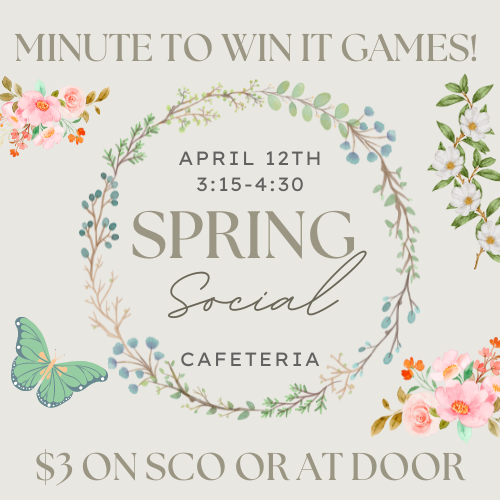 MINUTE TO WIN IT GAMES!
APRIL 12TH
3:15-4:30
SPRING
Social
CAFETERIA
$3 ON SCO OR AT DOOR